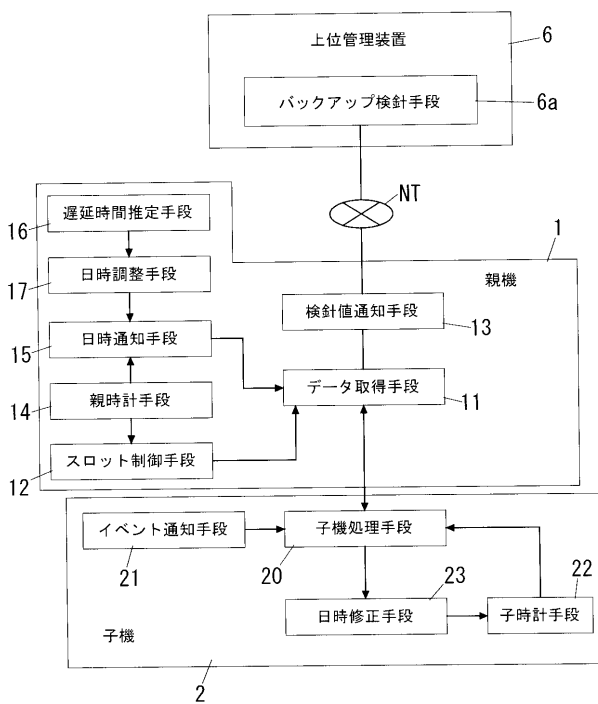 上位管理装置
6
バックアップ検針手段
6a
NT
遅延時間推定手段
16
1
親機
日時調整手段
17
検針値通知手段
13
日時通知手段
15
データ取得手段
11
親時計手段
14
スロット制御手段
12
イベント通知手段
21
子機処理手段
20
23
22
日時修正手段
子時計手段
子機
2